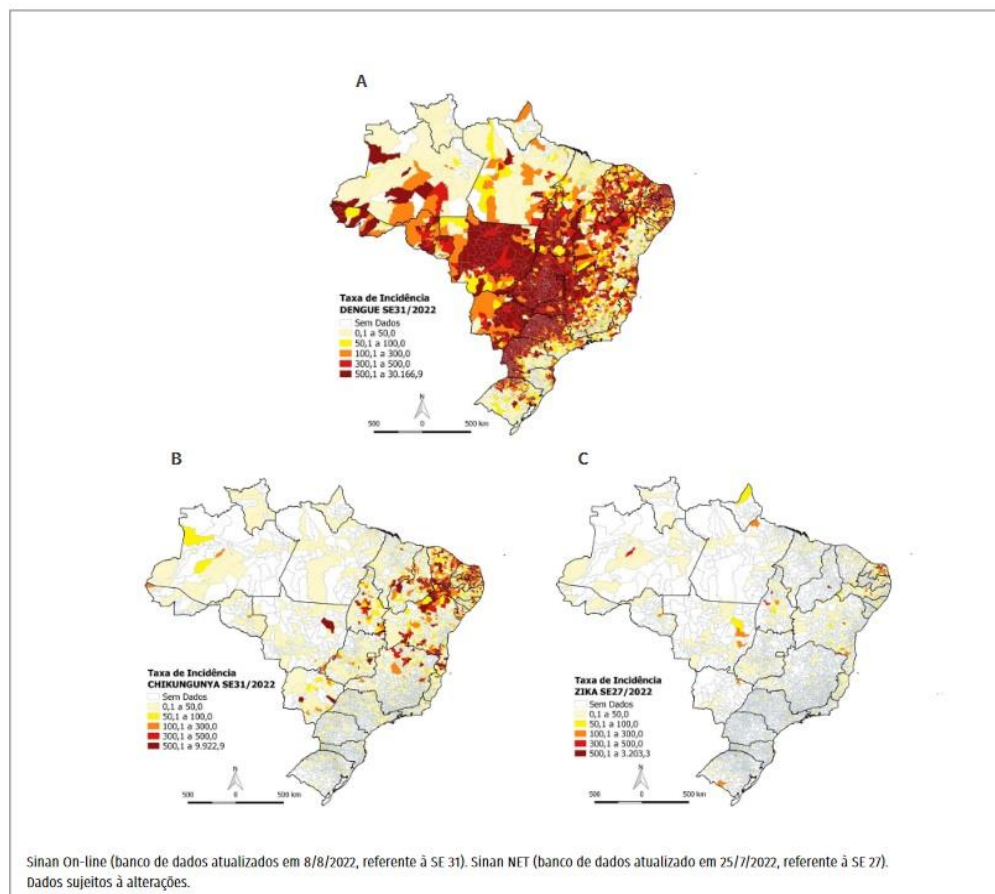 A
Taxa de Incidência
DENGUE SE31/2022
Sem Dados
0,1 a 50,0
50,1 a 100,0
100,1 a 300,0
300,1 a 500,0
500,1 a 30.166,9
N
500 0 500 km
B
Taxa de Incidência
CHIKUNGUNYA SE31/2022
Sem Dados
0,1 a 50,0
50,1 a 100,0
100,1 a 300,0
300,1 a 500,0
500,1 a 9.922,9
N
500 0 500 km
C
Taxa de Incidência
ZIKA SE27/2022
Sem Dados
0,1 a 50,0
50,1 a 100,0
100,1 a 300,0
300,1 a 500,0
500,1 a 3.203,3
N
500 0 500 km
Sinan On-line (banco de dados atualizados em 8/8/2022, referente à SE 31). Sinan NET (banco de dados atualizado em 25/7/2022, referente à SE 27).
Dados sujeitos à alterações.